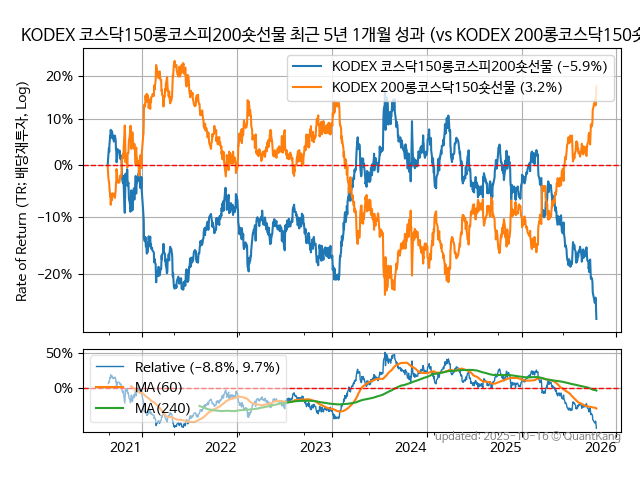 KODEX 코스닥150롱코스피200숏선물 최근 5년 1개월 성과 (vs KODEX 200롱코스닥150숏
Rate of Return (TR: 배당재투자, Log)
KODEX 코스닥150롱코스피200숏선물 (−5.9%)
KODEX 200롱코스닥150숏선물 (3.2%)
20%
10%
0%
−10%
−20%
50%
0%
Relative (−8.8%, 9.7%)
MA(60)
MA(240)
2021 2022 2023 2024 2025 2026
updated: 2025-10-16 © QuantKang